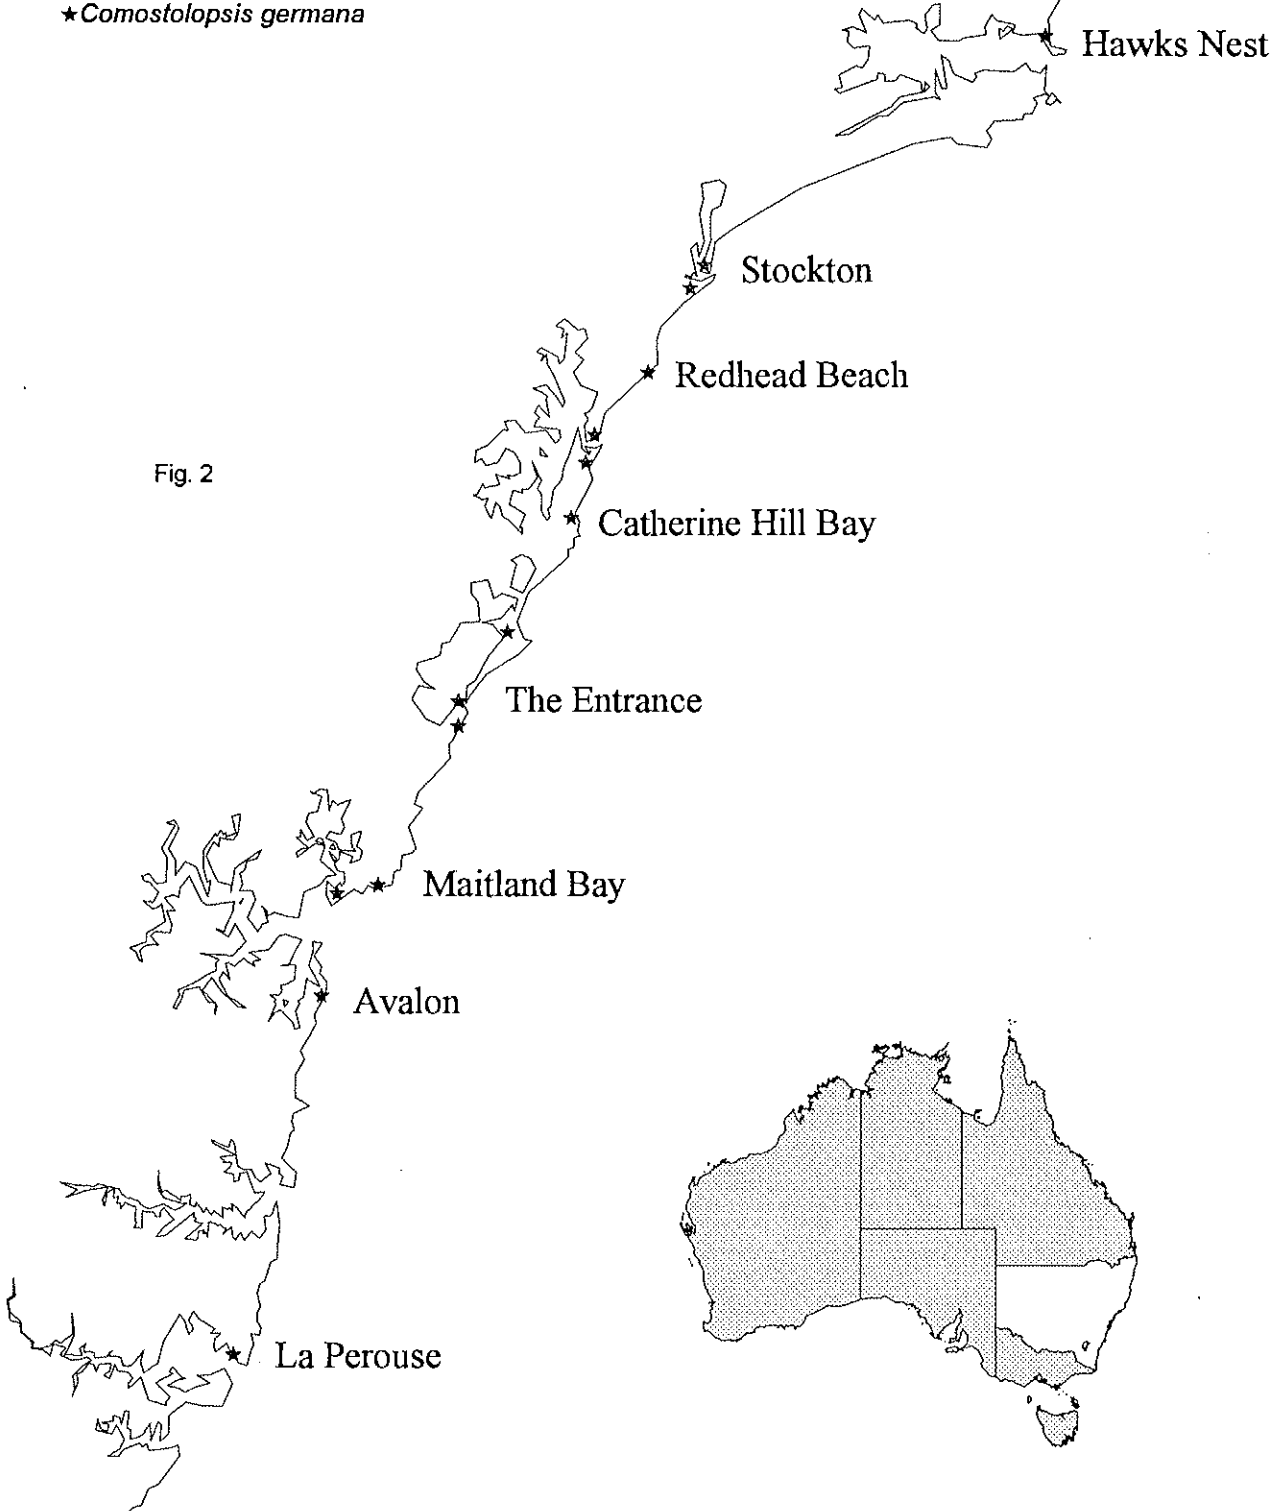 ★Comostolopsis germana
Hawks Nest
Stockton
Redhead Beach
Fig. 2
Catherine Hill Bay
The Entrance
Maitland Bay
Avalon
La Perouse